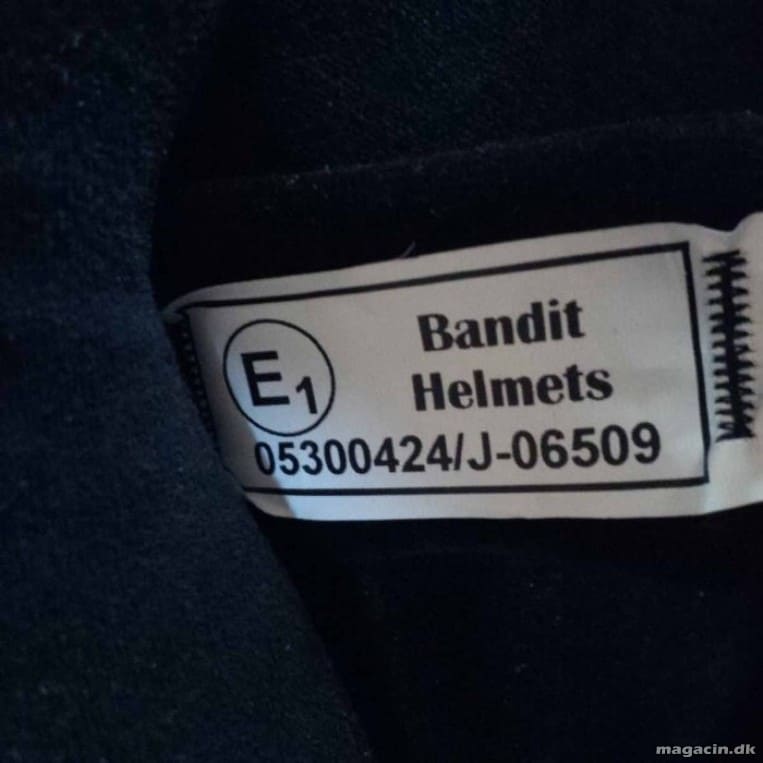 E1
Bandit
Helmets
05300424/J-06509
magacin.dk